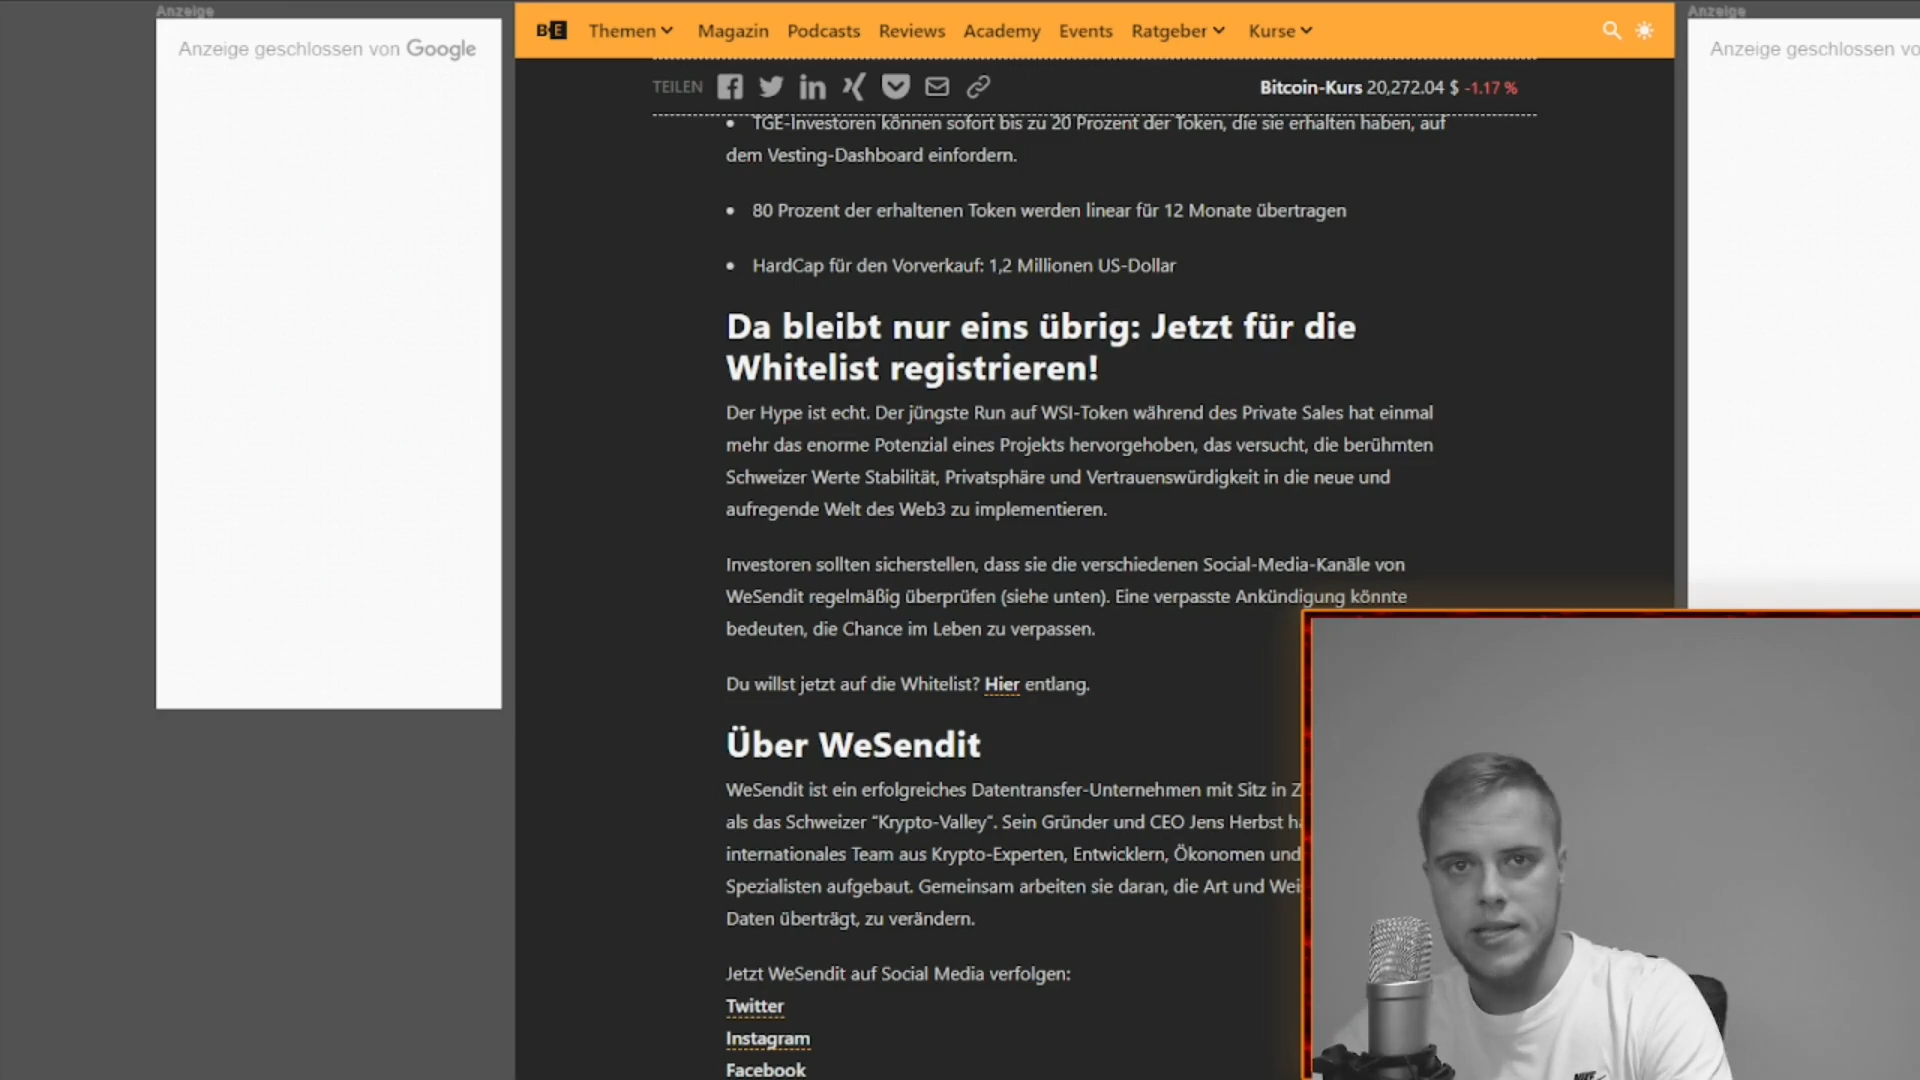 Anzeige
Anzeige geschlossen von Google
B-E
Themen
Magazin
Podcasts
Reviews
Academy
Events
Ratgeber
Kurse
Anzeige
Anzeige geschlossen vo
TEILEN
Bitcoin-Kurs 20,272.04 $ -1.17 %
• TGE-Investoren können sofort bis zu 20 Prozent der Token, die sie erhalten haben, auf
dem Vesting-Dashboard einfordern.
• 80 Prozent der erhaltenen Token werden linear für 12 Monate übertragen
• HardCap für den Vorverkauf: 1,2 Millionen US-Dollar
Da bleibt nur eins übrig: Jetzt für die
Whitelist registrieren!
Der Hype ist echt. Der jüngste Run auf WSI-Token während des Private Sales hat einmal
mehr das enorme Potenzial eines Projekts hervorgehoben, das versucht, die berühmten
Schweizer Werte Stabilität, Privatsphäre und Vertrauenswürdigkeit in die neue und
aufregende Welt des Web3 zu implementieren.
Investoren sollten sicherstellen, dass sie die verschiedenen Social-Media-Kanäle von
WeSendit regelmäßig überprüfen (siehe unten). Eine verpasste Ankündigung könnte
bedeuten, die Chance im Leben zu verpassen.
Du willst jetzt auf die Whitelist? Hier entlang.
Über WeSendit
WeSendit ist ein erfolgreiches Datentransfer-Unternehmen mit Sitz in Z
als das Schweizer “Krypto-Valley“. Sein Gründer und CEO Jens Herbst ha
internationales Team aus Krypto-Experten, Entwicklern, Ökonomen und
Spezialisten aufgebaut. Gemeinsam arbeiten sie daran, die Art und Wei
Daten überträgt, zu verändern.
Jetzt WeSendit auf Social Media verfolgen:
Twitter
Instagram
Facebook
NIKE